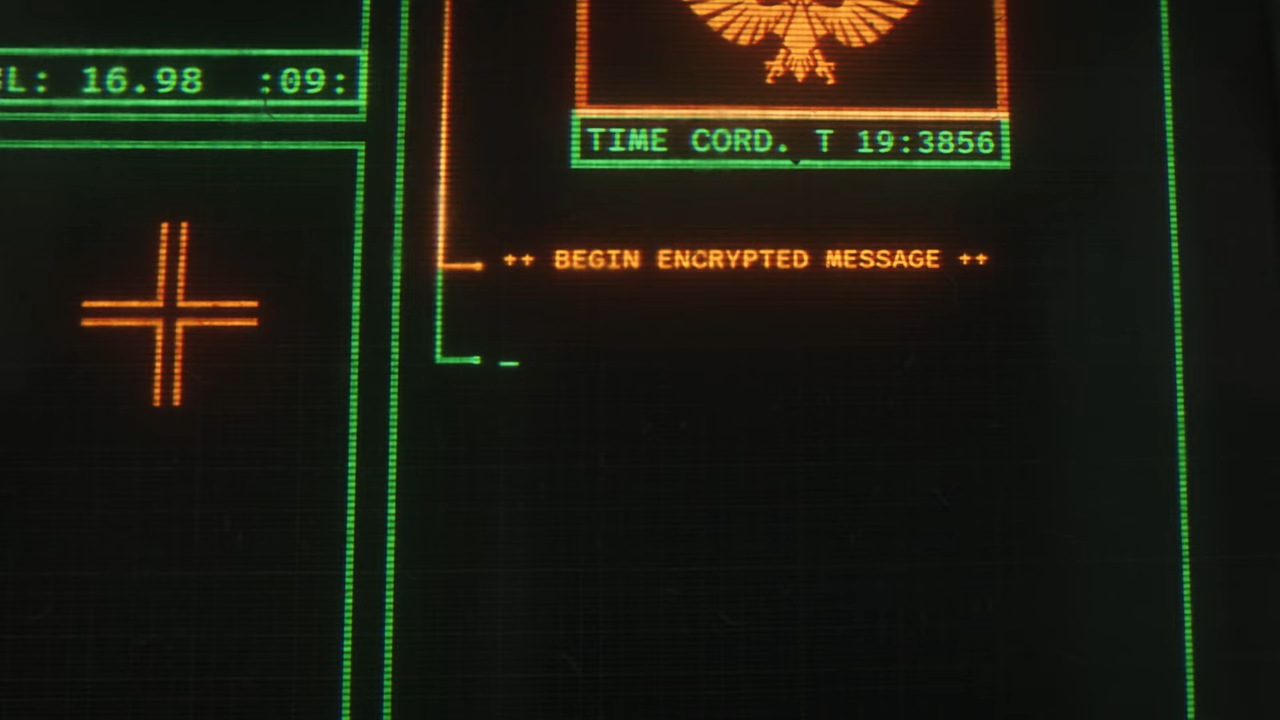 L: 16.98 :09:
TIME CORD. T 19:3856
++ BEGIN ENCRYPTED MESSAGE ++